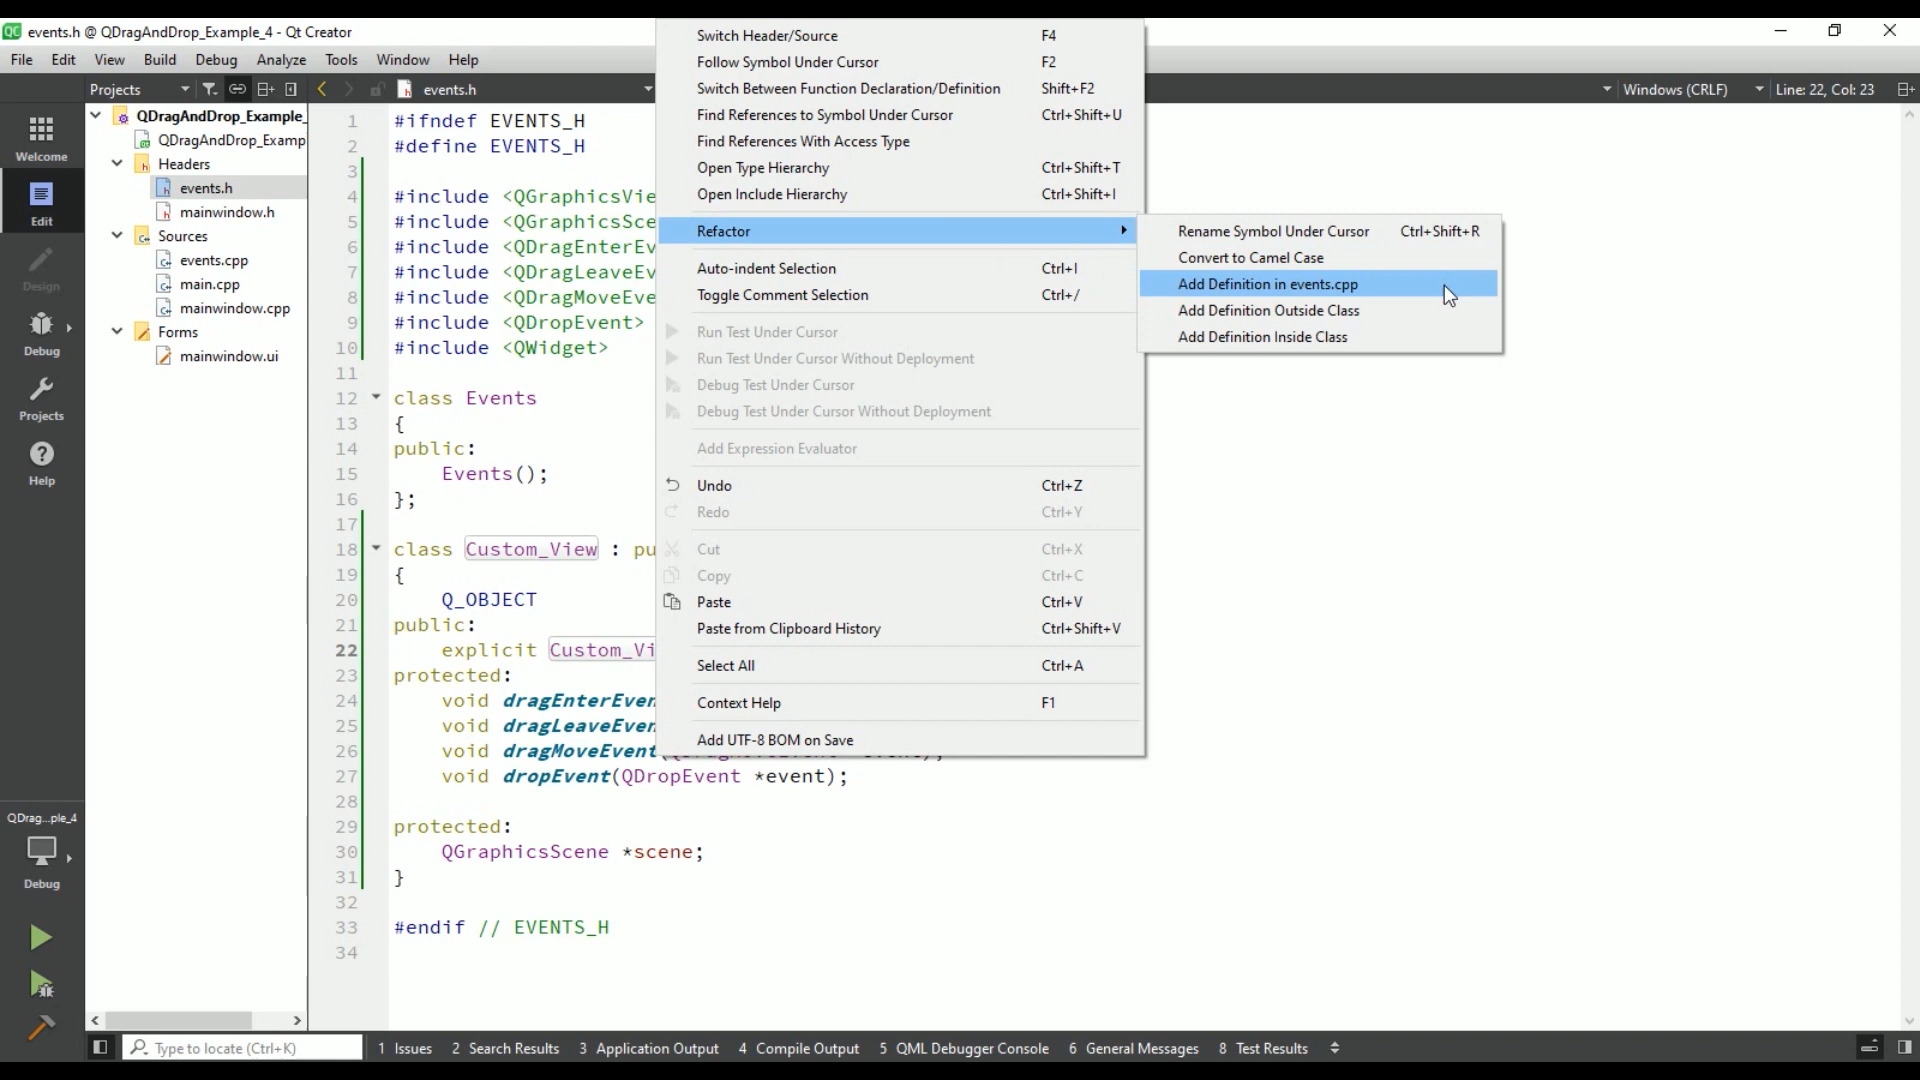 events.h @ QDragAndDrop_Example_4 - Qt Creator
File Edit View Build Debug Analyze Tools Window Help
Projects
events.h
Windows (CRLF)
Line: 22, Col: 23
Welcome
Edit
Design
Debug
Projects
Help
QDrag...ple_4
Debug
QDragAndDrop_Example_
QDragAndDrop_Examp
Headers
events.h
mainwindow.h
Sources
events.cpp
main.cpp
mainwindow.cpp
Forms
mainwindow.ui
1 #ifndef EVENTS_H
2 #define EVENTS_H
3
4 #include <QGraphicsVie
5 #include <QGraphicsSce
6 #include <QDragEnterEv
7 #include <QDragLeaveEv
8 #include <QDragMoveEve
9 #include <QDropEvent>
10 #include <QWidget>
11
12 class Events
13 {
14 public:
15 Events();
16 };
17
18 class Custom_View : pu
19 {
20 Q_OBJECT
21 public:
22 explicit Custom_Vi
23 protected:
24 void dragEnterEven
25 void dragLeaveEven
26 void dragMoveEvent
27 void dropEvent(QDropEvent *event);
28
29 protected:
30 QGraphicsScene *scene;
31 }
32
33 #endif // EVENTS_H
34
Switch Header/Source F4
Follow Symbol Under Cursor F2
Switch Between Function Declaration/Definition Shift+F2
Find References to Symbol Under Cursor Ctrl+Shift+U
Find References With Access Type
Open Type Hierarchy Ctrl+Shift+T
Open Include Hierarchy Ctrl+Shift+I
Refactor
Auto-indent Selection Ctrl+I
Toggle Comment Selection Ctrl+/
Run Test Under Cursor
Run Test Under Cursor Without Deployment
Debug Test Under Cursor
Debug Test Under Cursor Without Deployment
Add Expression Evaluator
Undo Ctrl+Z
Redo Ctrl+Y
Cut Ctrl+X
Copy Ctrl+C
Paste Ctrl+V
Paste from Clipboard History Ctrl+Shift+V
Select All Ctrl+A
Context Help F1
Add UTF-8 BOM on Save
Rename Symbol Under Cursor Ctrl+Shift+R
Convert to Camel Case
Add Definition in events.cpp
Add Definition Outside Class
Add Definition Inside Class
Type to locate (Ctrl+K)
1 Issues 2 Search Results 3 Application Output 4 Compile Output 5 QML Debugger Console 6 General Messages 8 Test Results